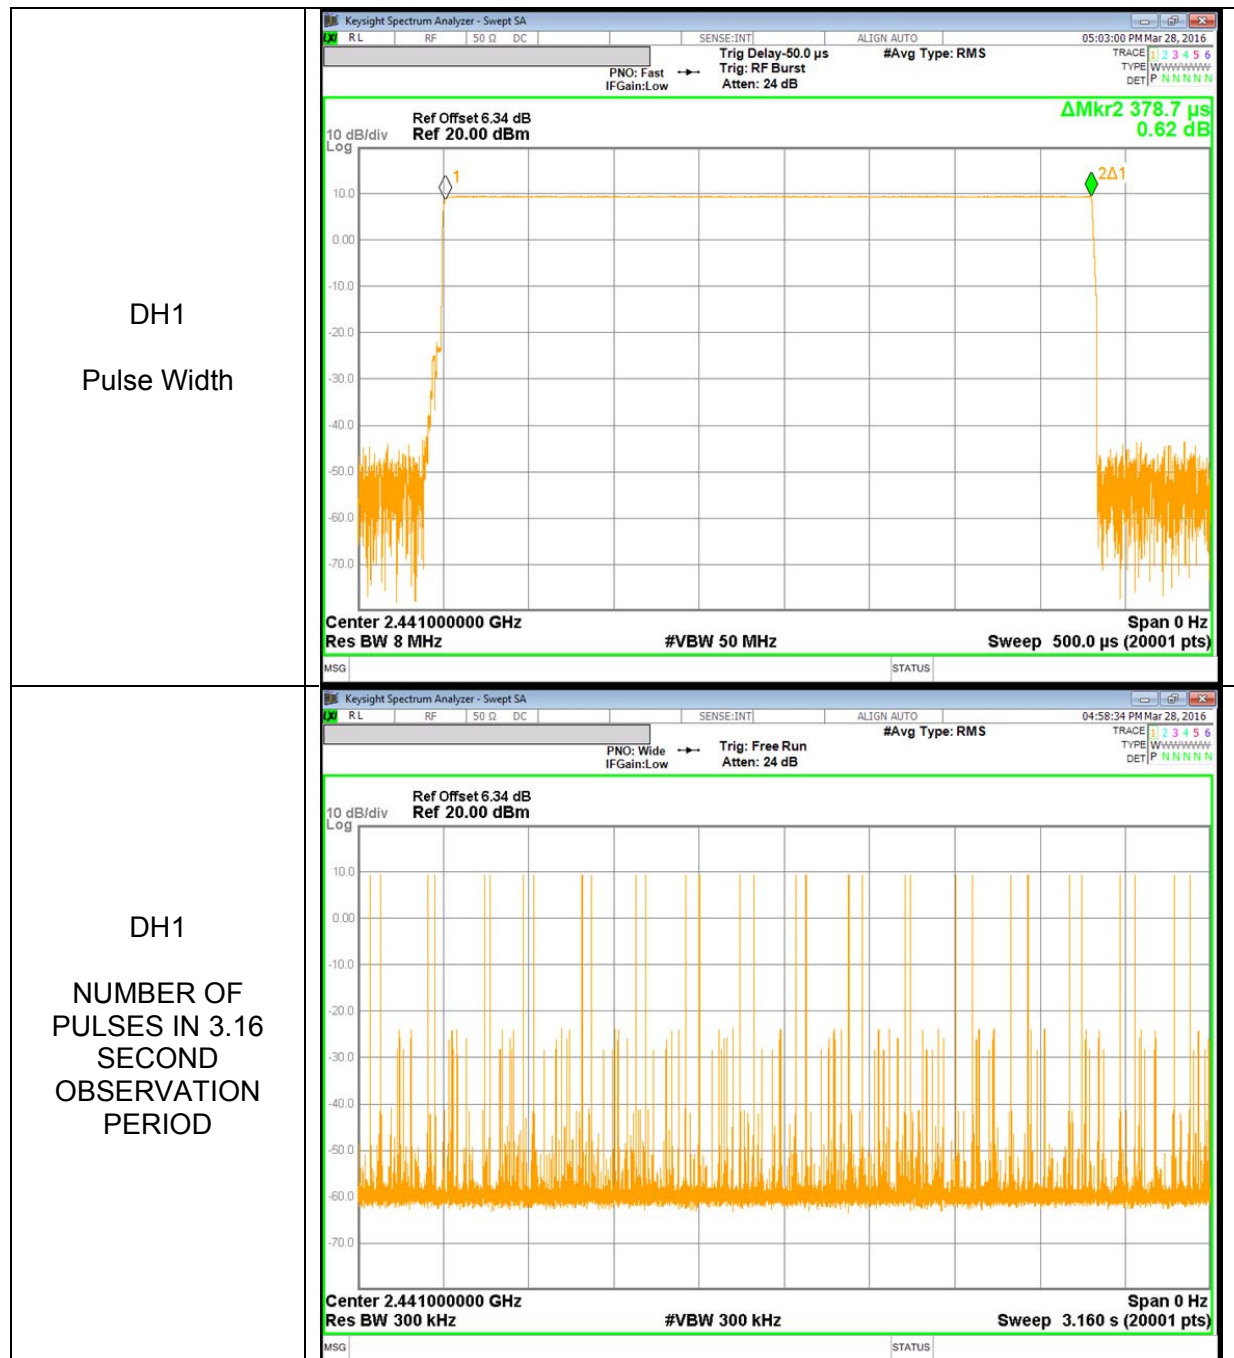 DH1
Pulse Width
Keysight Spectrum Analyzer - Swept SA
LXI RL RF 50 Ω DC SENSE:INT ALIGN AUTO 05:03:00 PM Mar 28, 2016
Trig Delay-50.0 µs #Avg Type: RMS TRACE 1 2 3 4 5 6
PNO: Fast Trig: RF Burst TYPE WWWWWWW
IFGain:Low Atten: 24 dB DET P N N N N N
ΔMkr2 378.7 µs
Ref Offset 6.34 dB 0.62 dB
10 dB/div Ref 20.00 dBm
Log
1 2Δ1
10.0
0.00
-10.0
-20.0
-30.0
-40.0
-50.0
-60.0
-70.0
Center 2.441000000 GHz Span 0 Hz
Res BW 8 MHz #VBW 50 MHz Sweep 500.0 µs (20001 pts)
MSG STATUS
DH1
NUMBER OF
PULSES IN 3.16
SECOND
OBSERVATION
PERIOD
Keysight Spectrum Analyzer - Swept SA
LXI RL RF 50 Ω DC SENSE:INT ALIGN AUTO 04:58:34 PM Mar 28, 2016
#Avg Type: RMS TRACE 1 2 3 4 5 6
PNO: Wide Trig: Free Run TYPE WWWWWWW
IFGain:Low Atten: 24 dB DET P N N N N N
Ref Offset 6.34 dB
10 dB/div Ref 20.00 dBm
Log
10.0
0.00
-10.0
-20.0
-30.0
-40.0
-50.0
-60.0
-70.0
Center 2.441000000 GHz Span 0 Hz
Res BW 300 kHz #VBW 300 kHz Sweep 3.160 s (20001 pts)
MSG STATUS